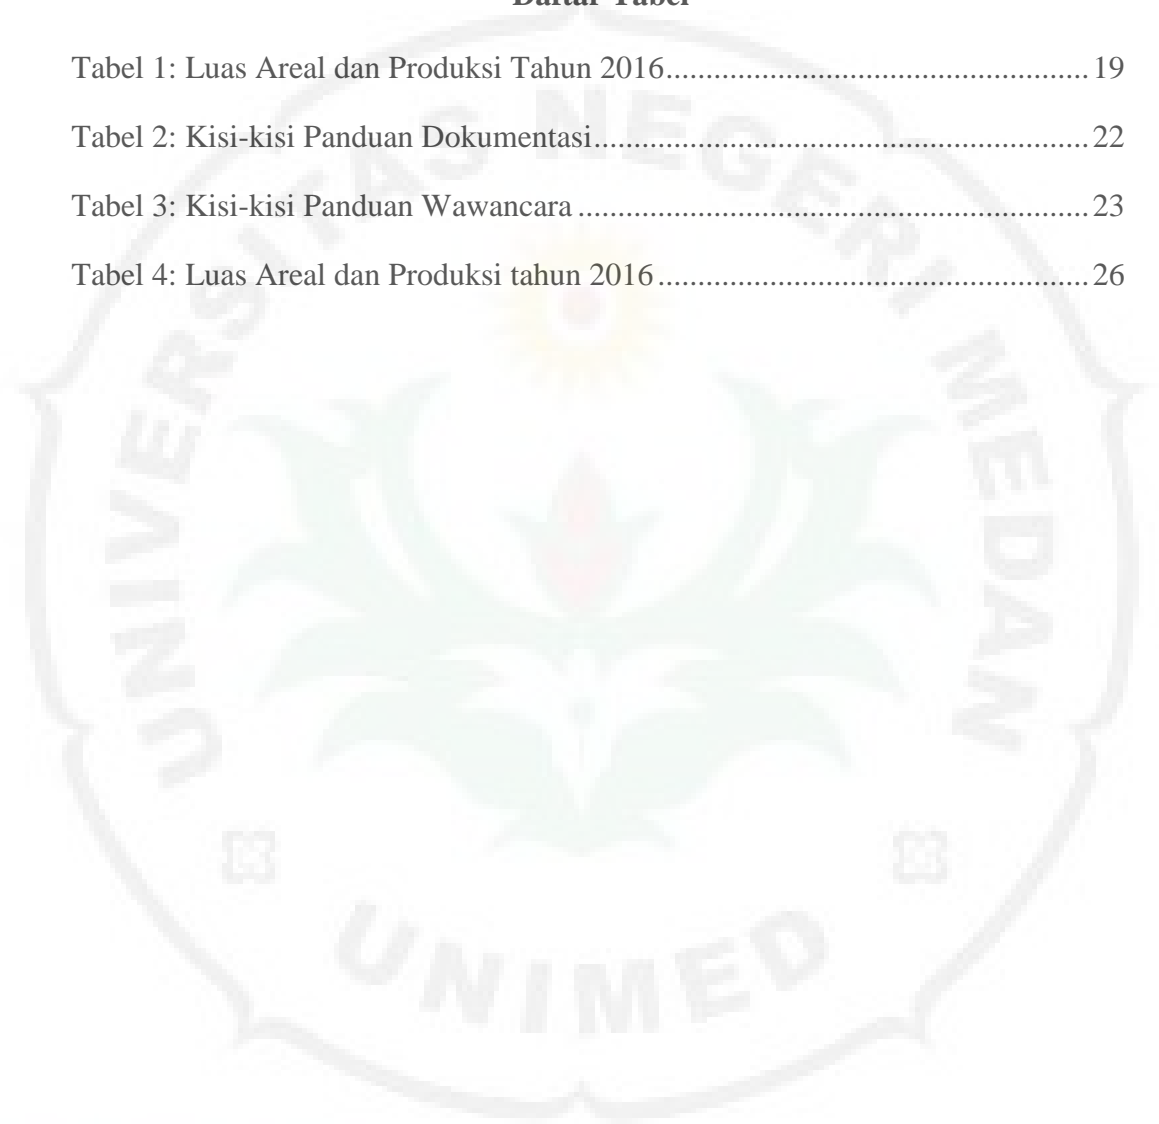 Daftar Tabel
Tabel 1: Luas Areal dan Produksi Tahun 2016..................................................... 19
Tabel 2: Kisi-kisi Panduan Dokumentasi.............................................................. 22
Tabel 3: Kisi-kisi Panduan Wawancara ................................................................ 23
Tabel 4: Luas Areal dan Produksi tahun 2016 ...................................................... 26
UNIVERSITAS NEGERI MEDAN
UNIMED